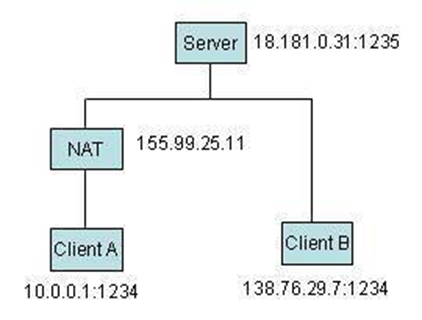 Server 18.181.0.31:1235
NAT 155.99.25.11
Client A
Client B
10.0.0.1:1234
138.76.29.7:1234